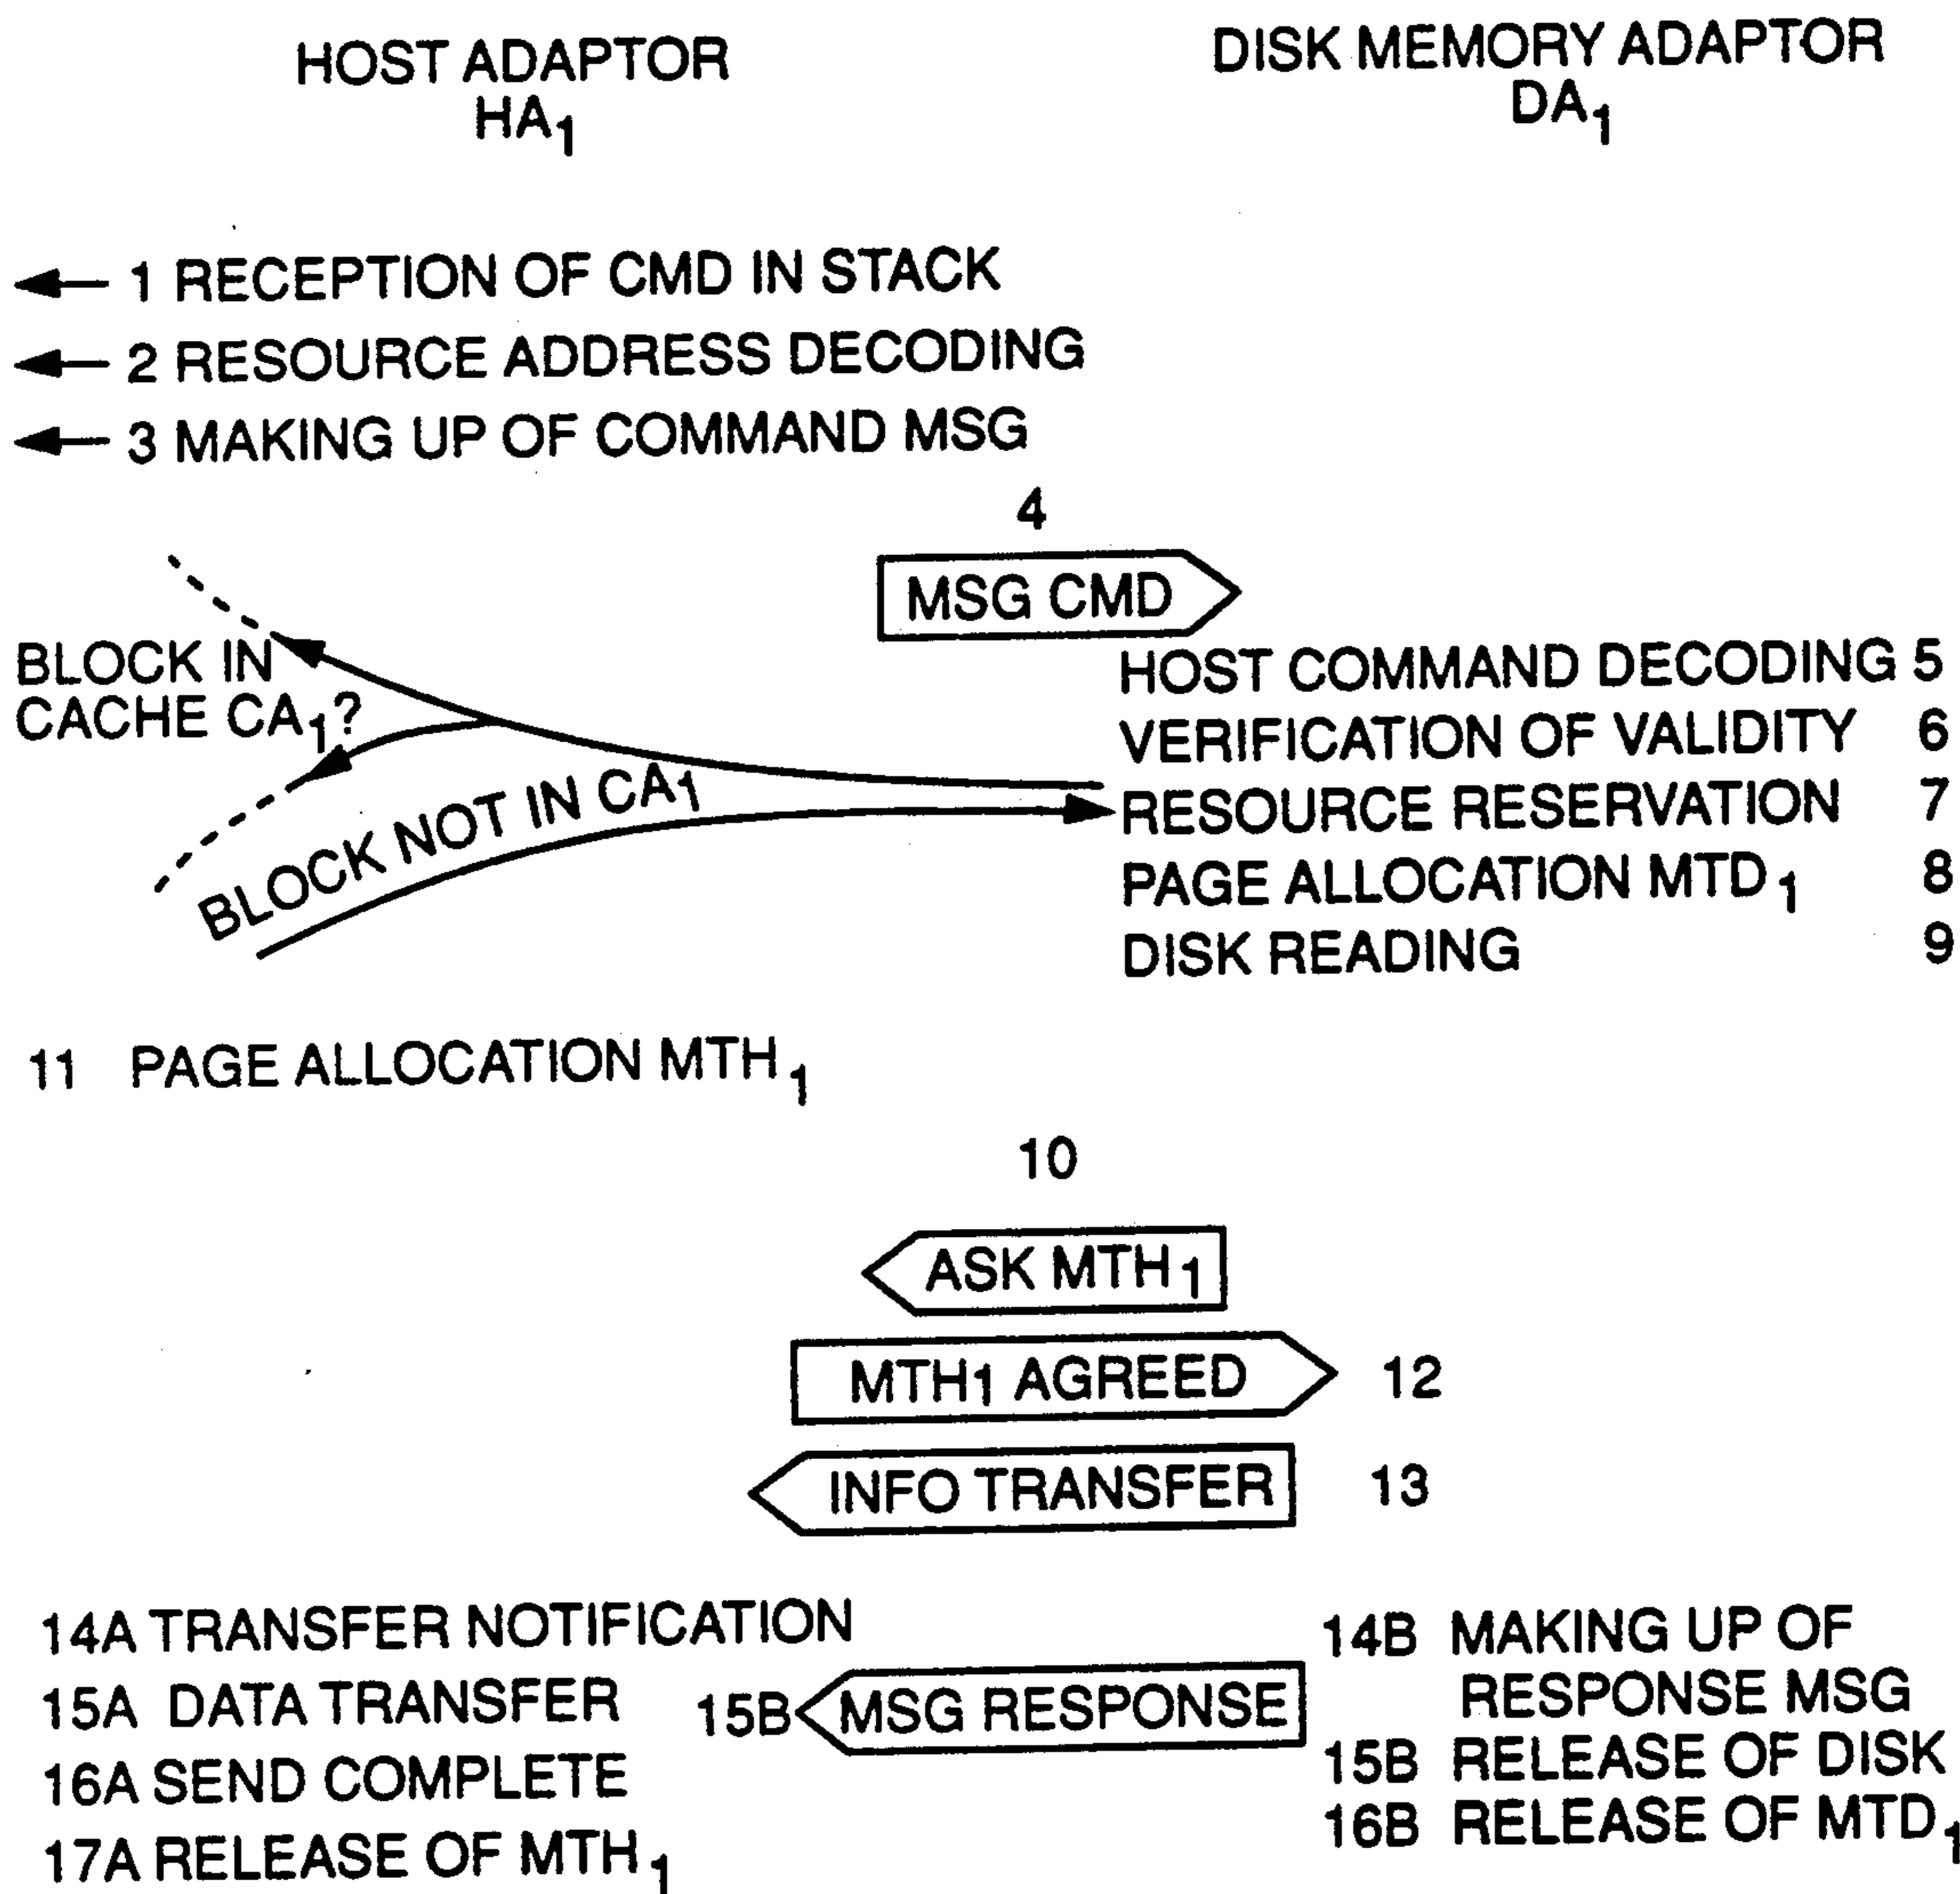 HOST ADAPTOR
HA1
DISK MEMORY ADAPTOR
DA1
1 RECEPTION OF CMD IN STACK
2 RESOURCE ADDRESS DECODING
3 MAKING UP OF COMMAND MSG
4
MSG CMD
BLOCK IN
CACHE CA1?
BLOCK NOT IN CA1
HOST COMMAND DECODING 5
VERIFICATION OF VALIDITY 6
RESOURCE RESERVATION 7
PAGE ALLOCATION MTD1 8
DISK READING 9
11 PAGE ALLOCATION MTH1
10
ASK MTH1
MTH1 AGREED 12
INFO TRANSFER 13
14A TRANSFER NOTIFICATION
15A DATA TRANSFER
16A SEND COMPLETE
17A RELEASE OF MTH1
15B MSG RESPONSE
14B MAKING UP OF
RESPONSE MSG
15B RELEASE OF DISK
16B RELEASE OF MTD1